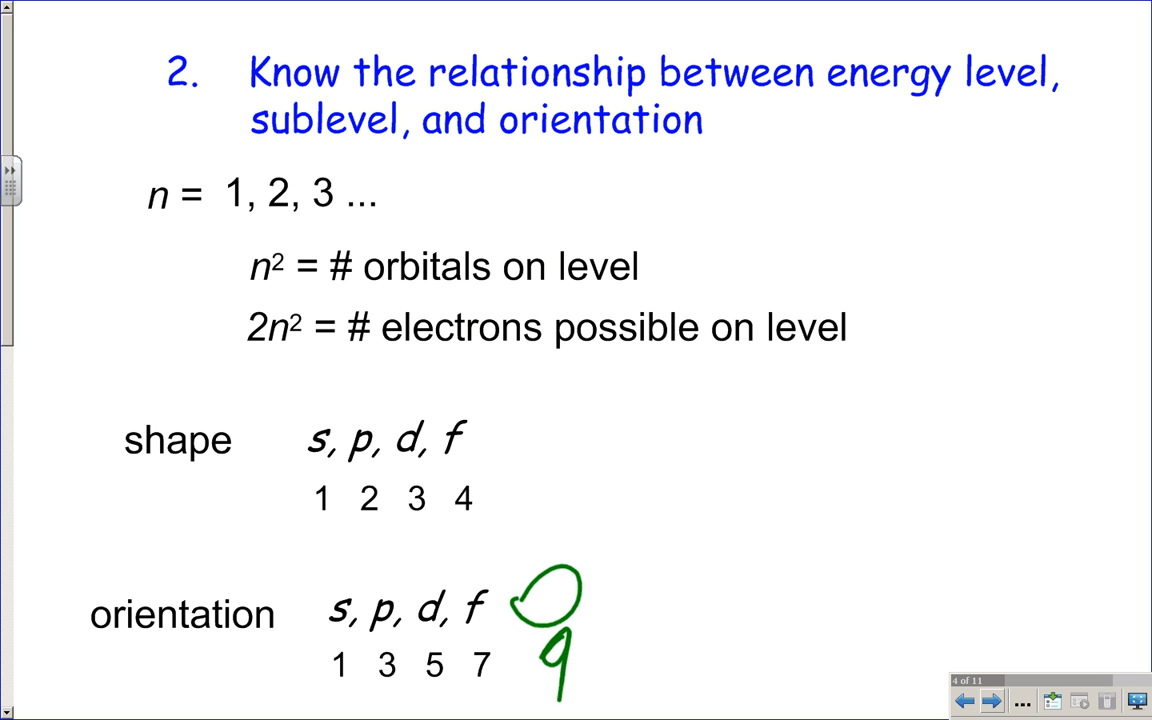 2. Know the relationship between energy level,
sublevel, and orientation
n = 1, 2, 3 ...
n² = # orbitals on level
2n² = # electrons possible on level
shape s, p, d, f
1 2 3 4
orientation s, p, d, f
1 3 5 7 9
4 of 11